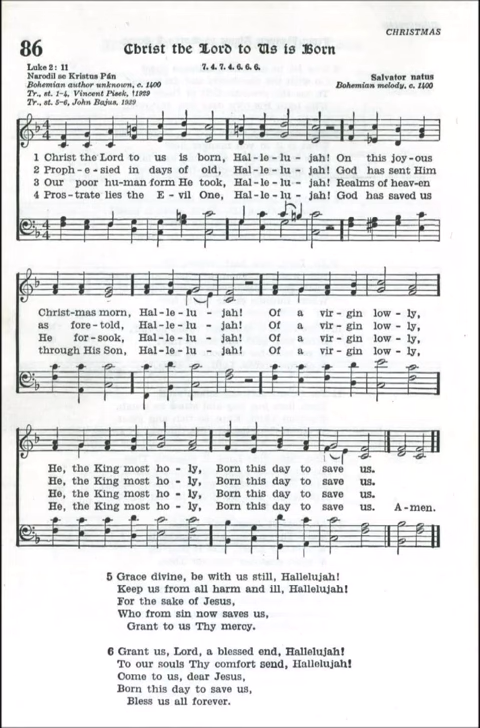 CHRISTMAS
86 Christ the Lord to Us is Born
Luke 2: 11
Narodil se Kristus Pán
Bohemian author unknown, c. 1400
Tr., st. 1-4, Vincent Pisek, †1929
Tr., st. 5-6, John Bajus, 1939
7. 4. 7. 4. 6. 6. 6.
Salvator natus
Bohemian melody, c. 1400
1 Christ the Lord to us is born, Hal-le-lu-jah! On this joy-ous
2 Proph-e-sied in days of old, Hal-le-lu-jah! God has sent Him
3 Our poor hu-man form He took, Hal-le-lu-jah! Realms of heav-en
4 Pros-trate lies the E-vil One, Hal-le-lu-jah! God has saved us
Christ-mas morn, Hal-le-lu-jah! Of a vir-gin low-ly,
as fore-told, Hal-le-lu-jah! Of a vir-gin low-ly,
He for-sook, Hal-le-lu-jah! Of a vir-gin low-ly,
through His Son, Hal-le-lu-jah! Of a vir-gin low-ly,
He, the King most ho-ly, Born this day to save us.
He, the King most ho-ly, Born this day to save us.
He, the King most ho-ly, Born this day to save us.
He, the King most ho-ly, Born this day to save us. A-men.
5 Grace divine, be with us still, Hallelujah!
Keep us from all harm and ill, Hallelujah!
For the sake of Jesus,
Who from sin now saves us,
Grant to us Thy mercy.
6 Grant us, Lord, a blessed end, Hallelujah!
To our souls Thy comfort send, Hallelujah!
Come to us, dear Jesus,
Born this day to save us,
Bless us all forever.